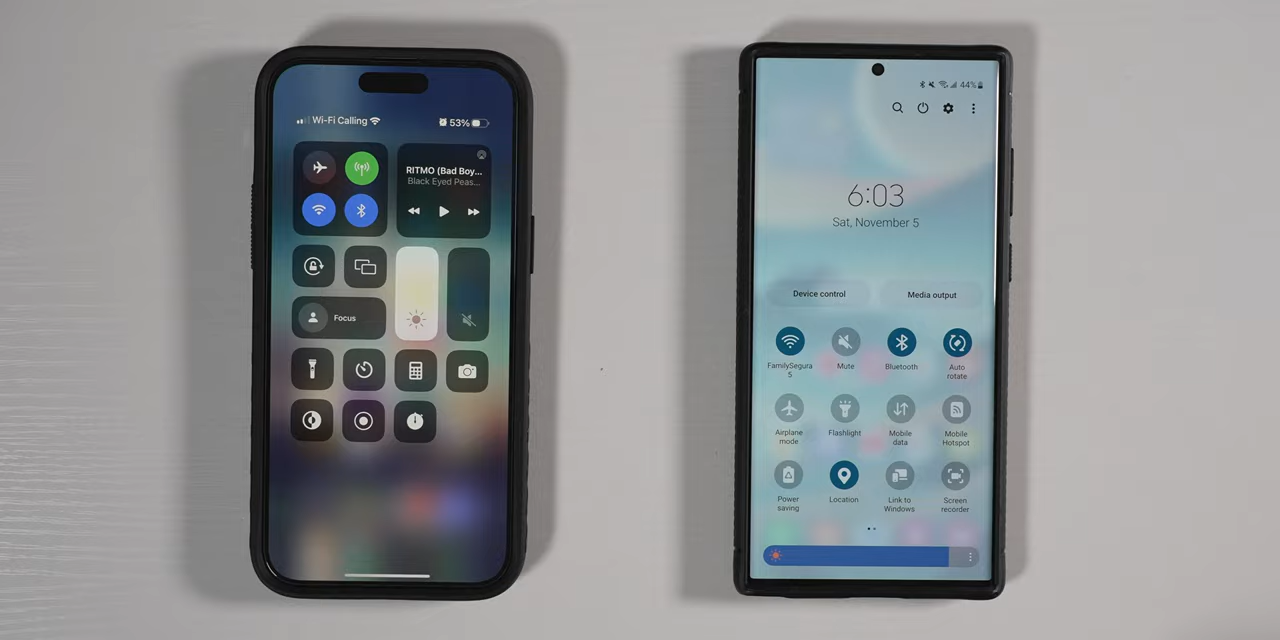 Wi-Fi Calling
53%
RITMO (Bad Boy...
Black Eyed Peas...
Focus
44%
6:03
Sat, November 5
Device control
Media output
FamilySegura
5
Mute
Bluetooth
Auto
rotate
Airplane
mode
Flashlight
Mobile
data
Mobile
Hotspot
Power
saving
Location
Link to
Windows
Screen
recorder